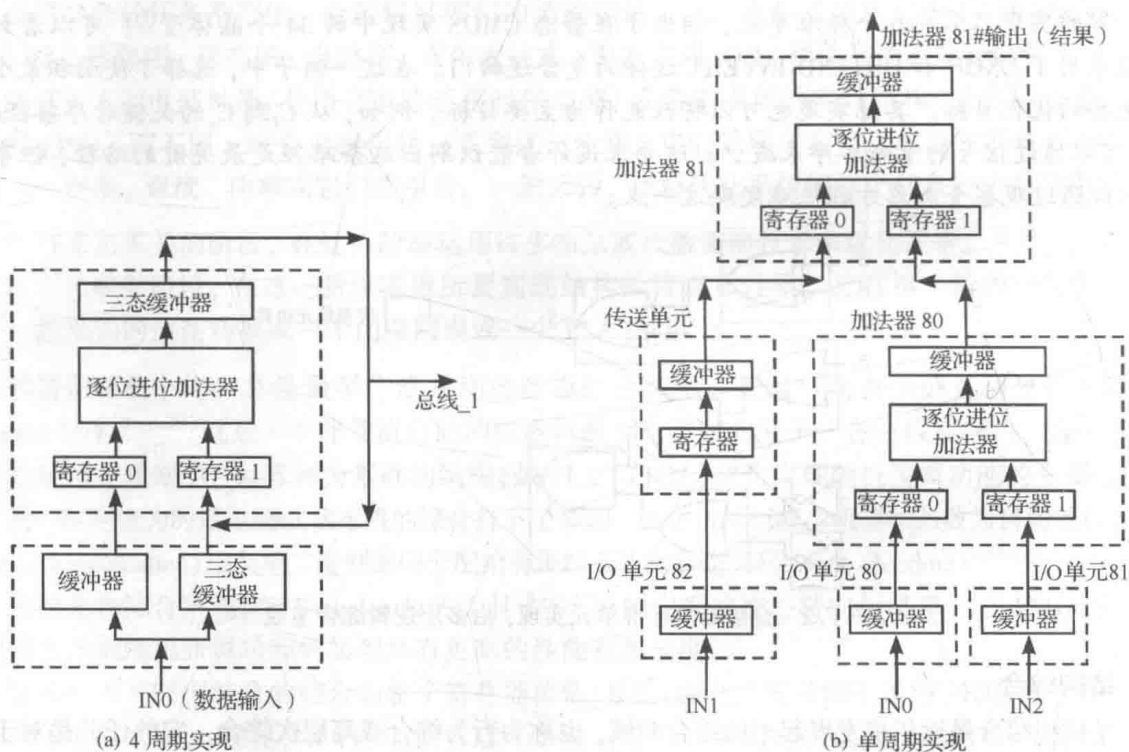 加法器 81#输出（结果）
缓冲器
逐位进位
加法器
加法器 81
寄存器 0
寄存器 1
传送单元
加法器 80
缓冲器
寄存器
缓冲器
逐位进位
加法器
寄存器 0
寄存器 1
I/O 单元 82
I/O 单元 80
I/O 单元81
缓冲器
缓冲器
缓冲器
IN1
IN0
IN2
(b) 单周期实现
三态缓冲器
逐位进位加法器
总线_1
寄存器 0
寄存器 1
缓冲器
三态
缓冲器
IN0（数据输入）
(a) 4 周期实现